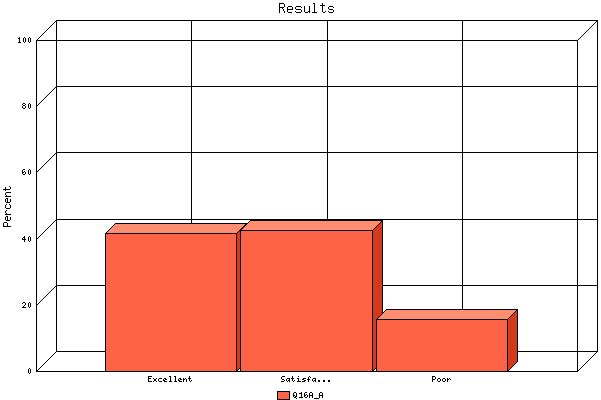 Results
Percent
100
80
60
40
20
0
Excellent
Satisfa...
Poor
Q16A_A